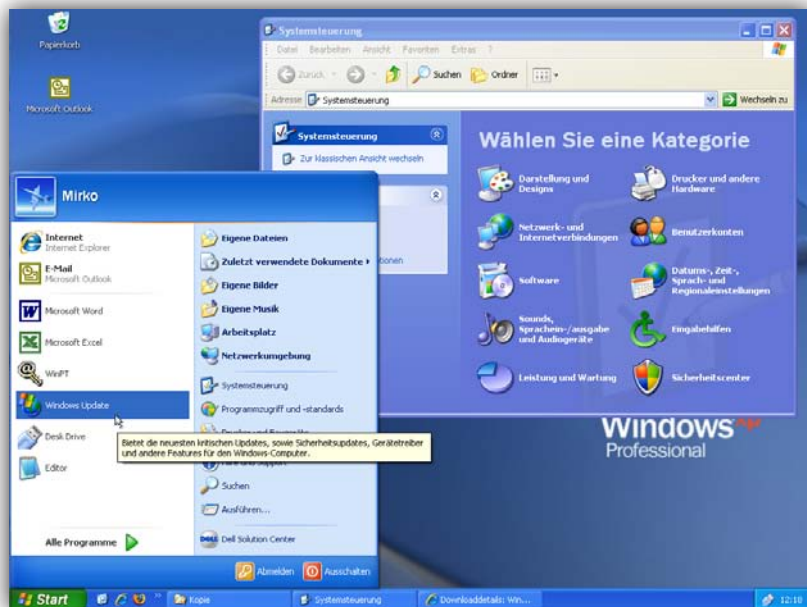 Papierkorb
Microsoft Outlook
Systemsteuerung
Datei Bearbeiten Ansicht Favoriten Extras ?
Zurück
Suchen
Ordner
Adresse
Systemsteuerung
Wechseln zu
Systemsteuerung
Zur klassischen Ansicht wechseln
Wählen Sie eine Kategorie
Darstellung und
Designs
Drucker und andere
Hardware
Netzwerk- und
Internetverbindungen
Benutzerkonten
Software
Datums-, Zeit-,
Sprach- und
Regionaleinstellungen
Sounds,
Sprachein-/ausgabe
und Audiogeräte
Eingabehilfen
Leistung und Wartung
Sicherheitscenter
Mirko
Internet
Internet Explorer
E-Mail
Microsoft Outlook
Microsoft Word
Microsoft Excel
WinPT
Windows Update
Desk Drive
Editor
Alle Programme
Eigene Dateien
Zuletzt verwendete Dokumente
Eigene Bilder
Eigene Musik
Arbeitsplatz
Netzwerkumgebung
Systemsteuerung
Programmzugriff und -standards
Bietet die neuesten kritischen Updates, sowie Sicherheitsupdates, Gerätetreiber
und andere Features für den Windows-Computer.
Suchen
Ausführen...
Dell Solution Center
Abmelden
Ausschalten
Windows
Professional
Start
Kopie
Systemsteuerung
Downloaddetails: Win...
12:10